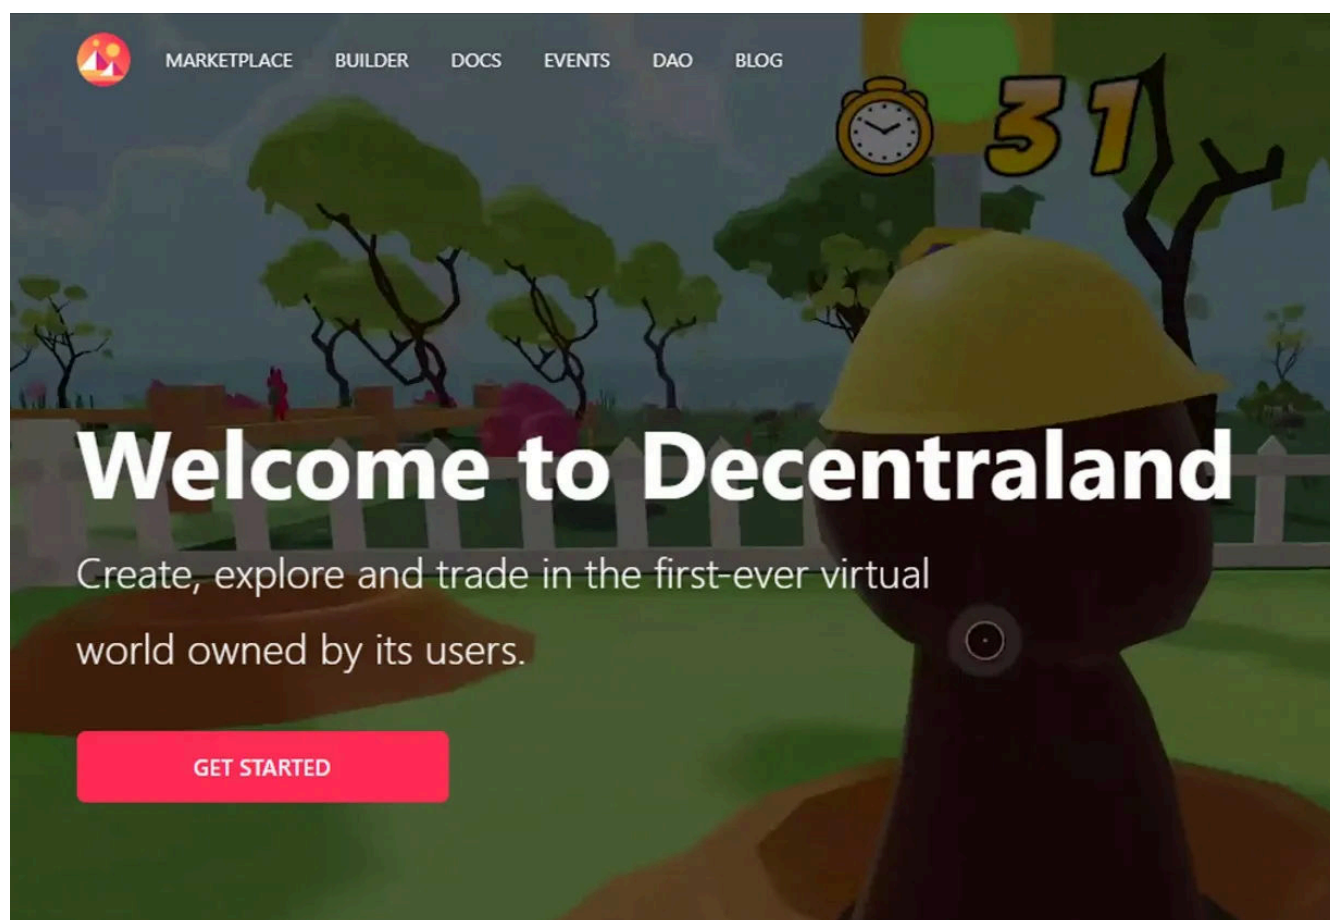 MARKETPLACE BUILDER DOCS EVENTS DAO BLOG
31
Welcome to Decentraland
Create, explore and trade in the first-ever virtual
world owned by its users.
GET STARTED